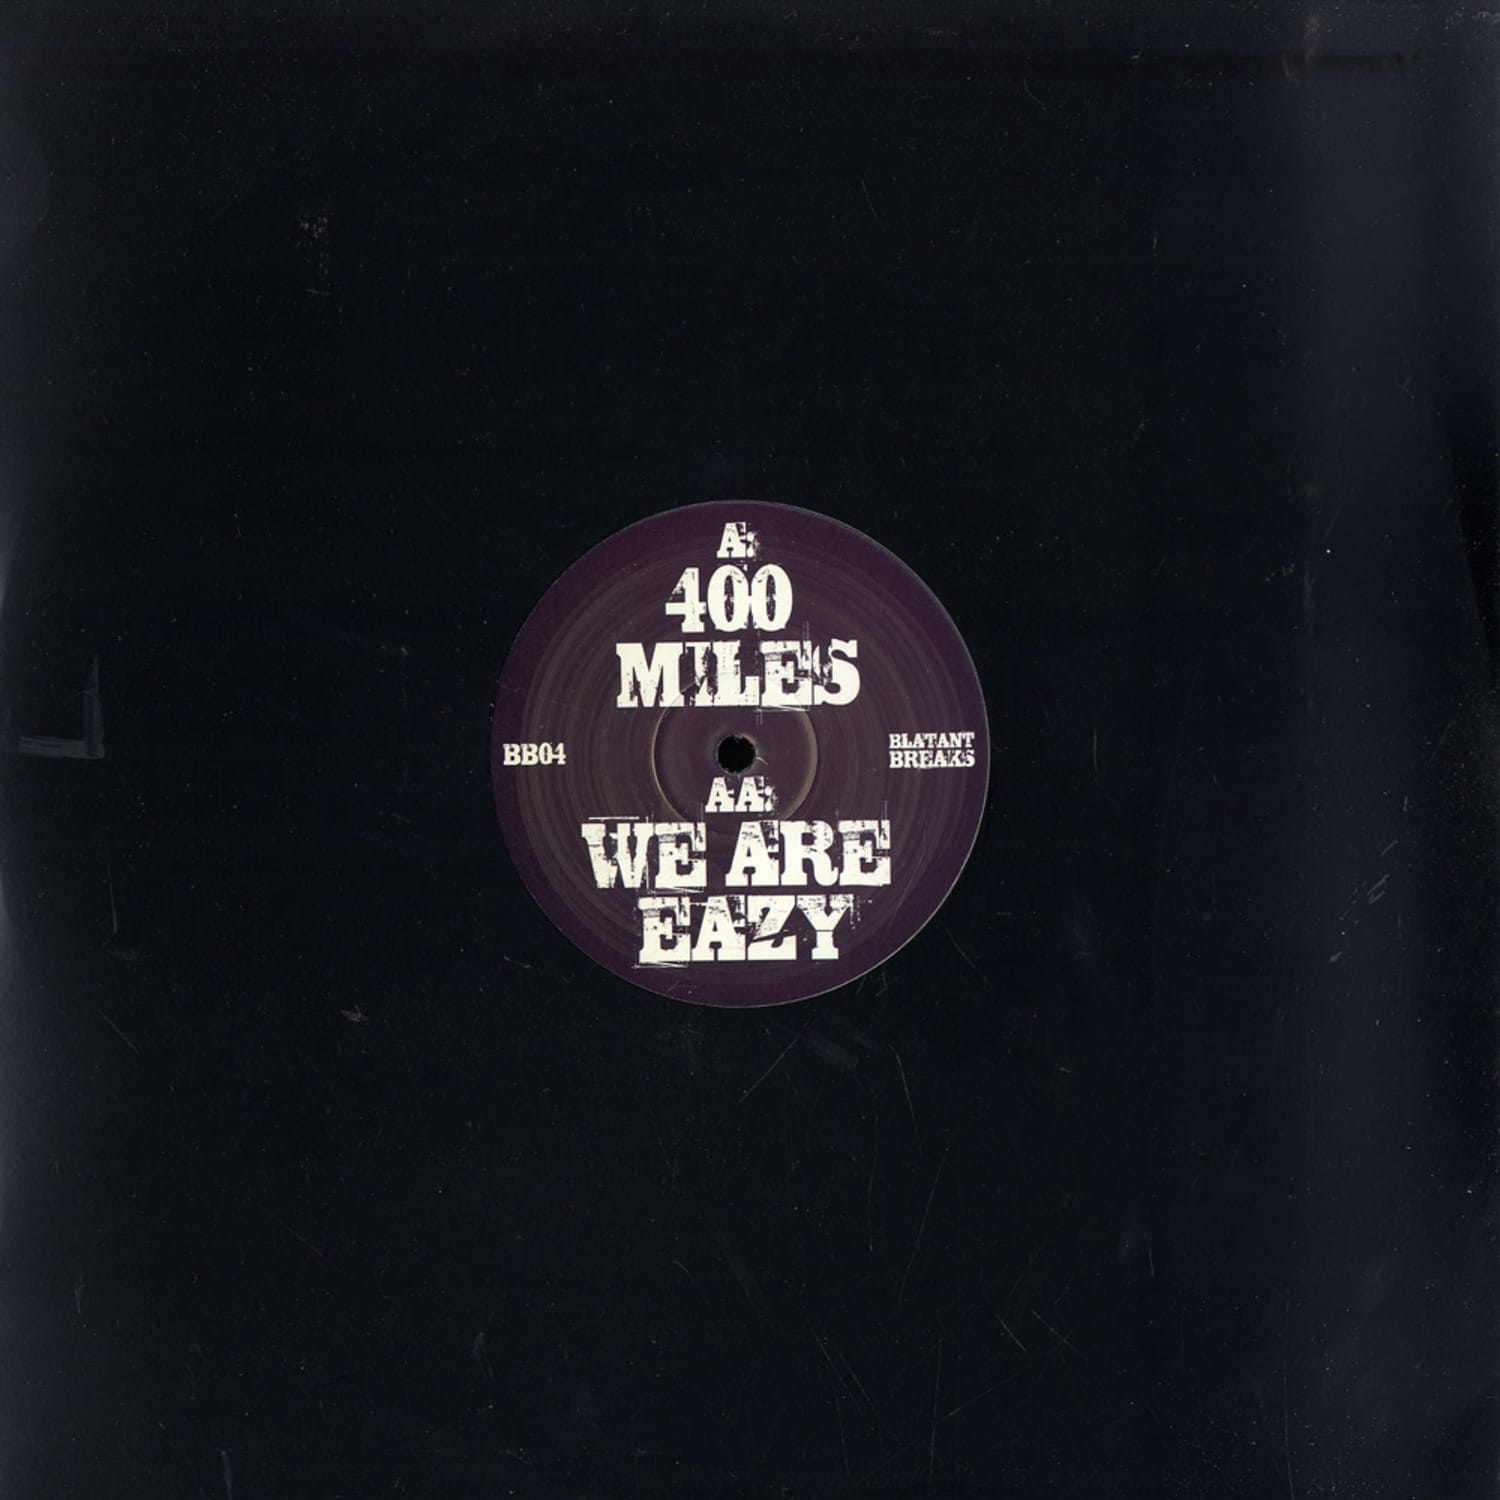 A:
400
MILES
BB04
BLATANT
BREAKS
AA:
WE ARE
EAZY